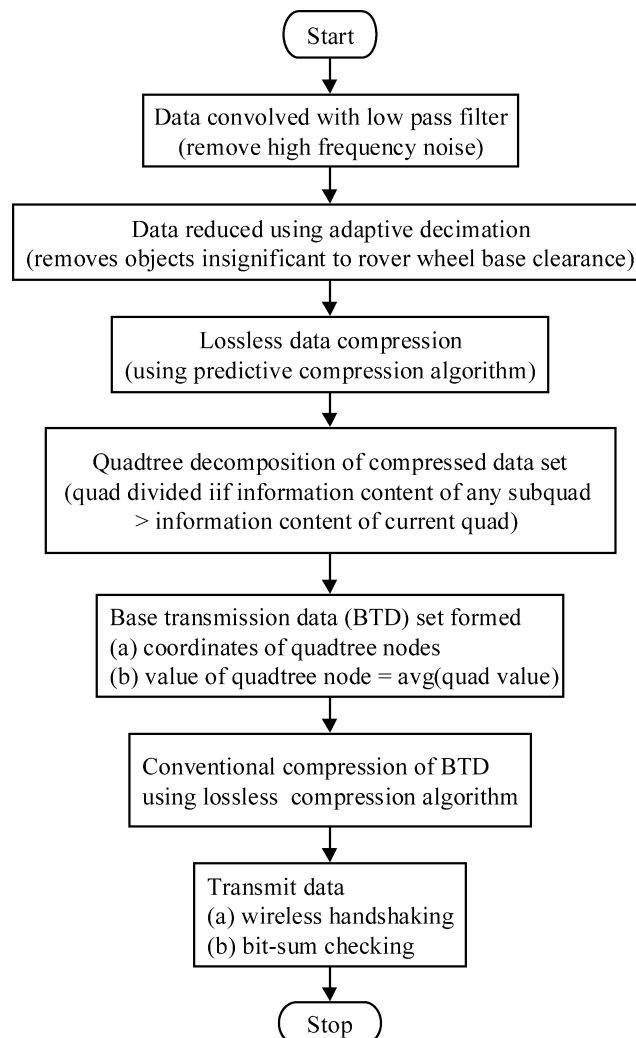 Start
Data convolved with low pass filter
(remove high frequency noise)
Data reduced using adaptive decimation
(removes objects insignificant to rover wheel base clearance)
Lossless data compression
(using predictive compression algorithm)
Quadtree decomposition of compressed data set
(quad divided iif information content of any subquad
> information content of current quad)
Base transmission data (BTD) set formed
(a) coordinates of quadtree nodes
(b) value of quadtree node = avg(quad value)
Conventional compression of BTD
using lossless compression algorithm
Transmit data
(a) wireless handshaking
(b) bit-sum checking
Stop